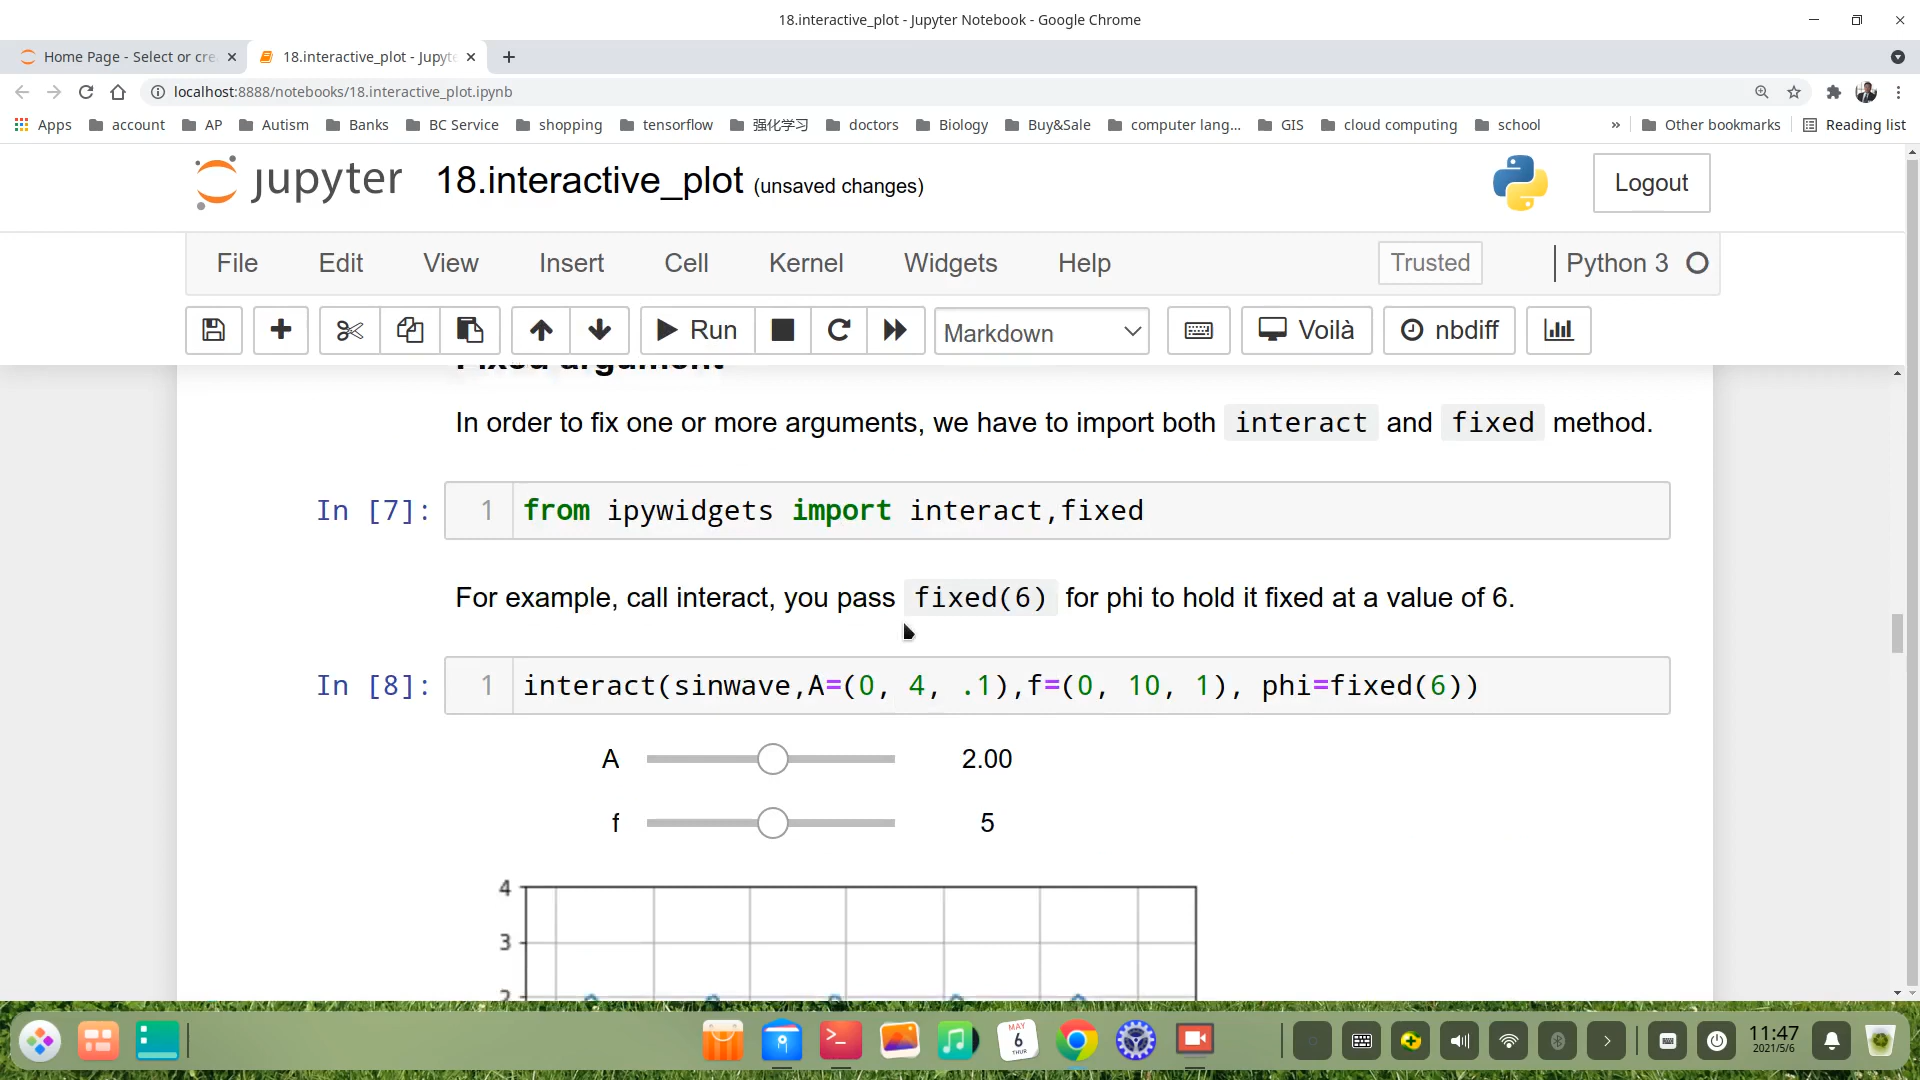 18.interactive_plot - Jupyter Notebook - Google Chrome
Home Page - Select or cre
18.interactive_plot - Jupyte
localhost:8888/notebooks/18.interactive_plot.ipynb
Apps account AP Autism Banks BC Service shopping tensorflow 强化学习 doctors Biology Buy&Sale computer lang... GIS cloud computing school » Other bookmarks Reading list
jupyter 18.interactive_plot (unsaved changes) Logout
File Edit View Insert Cell Kernel Widgets Help Trusted Python 3
Run Markdown Voilà nbdiff
Fixed argument
In order to fix one or more arguments, we have to import both interact and fixed method.
In [7]: 1 from ipywidgets import interact,fixed
For example, call interact, you pass fixed(6) for phi to hold it fixed at a value of 6.
In [8]: 1 interact(sinwave,A=(0, 4, .1),f=(0, 10, 1), phi=fixed(6))
A 2.00
f 5
4
3
2
MAY
6
THUR
11:47
2021/5/6